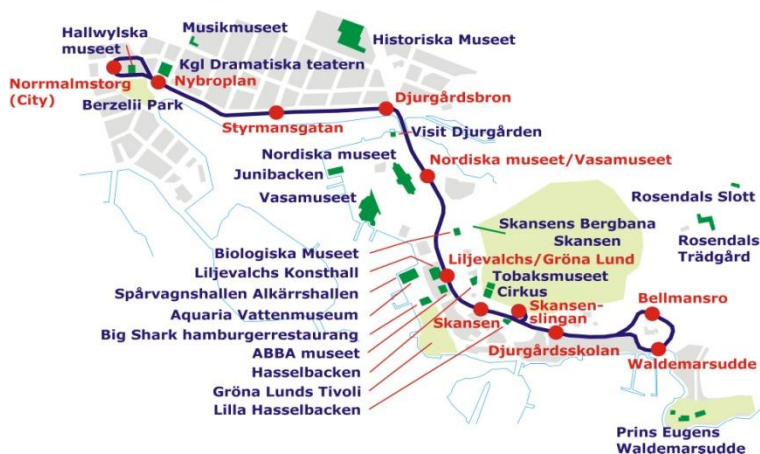 Hallwylska
museet
Musikmuseet
Historiska Museet
Kgl Dramatiska teatern
Norrmalmstorg
(City)
Nybroplan
Berzelii Park
Styrmansgatan
Djurgårdsbron
Visit Djurgården
Nordiska museet
Nordiska museet/Vasamuseet
Junibacken
Vasamuseet
Rosendals Slott
Skansens Bergbana
Skansen
Rosendals
Trädgård
Biologiska Museet
Liljevalchs/Gröna Lund
Liljevalchs Konsthall
Tobaksmuseet
Cirkus
Spårvagnshallen Alkärrshallen
Bellmansro
Aquaria Vattenmuseum
Skansen
Skansen-
slingan
Big Shark hamburgerrestaurang
Djurgårdsskolan
ABBA museet
Waldemarsudde
Hasselbacken
Gröna Lunds Tivoli
Lilla Hasselbacken
Prins Eugens
Waldemarsudde